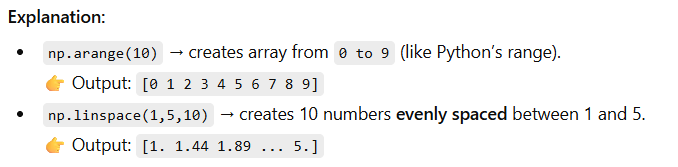 Explanation:
• np.arange(10) → creates array from 0 to 9 (like Python's range).
👉 Output: [0 1 2 3 4 5 6 7 8 9]
• np.linspace(1,5,10) → creates 10 numbers evenly spaced between 1 and 5.
👉 Output: [1. 1.44 1.89 ... 5.]